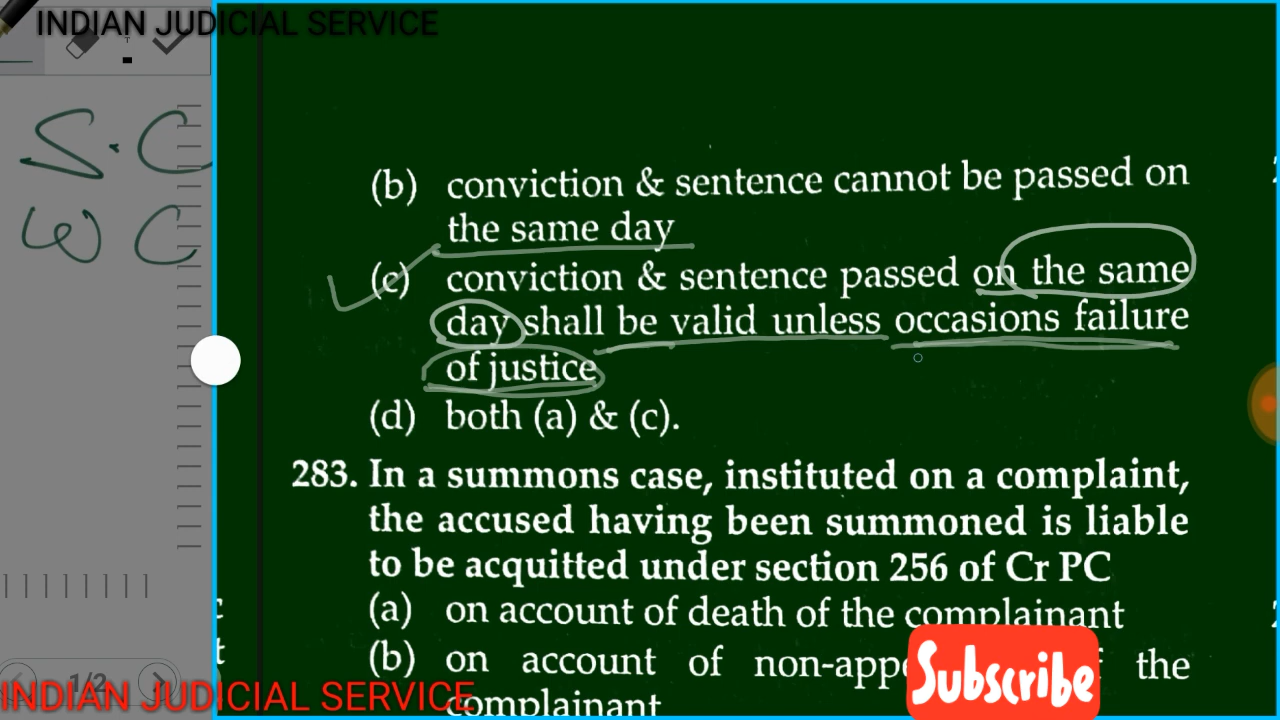 INDIAN JUDICIAL SERVICE
T
S.C
W C
(b) conviction & sentence cannot be passed on
the same day
(c) conviction & sentence passed on the same
day shall be valid unless occasions failure
of justice
(d) both (a) & (c).
283. In a summons case, instituted on a complaint,
the accused having been summoned is liable
to be acquitted under section 256 of Cr PC
(a) on account of death of the complainant
(b) on account of the
complainant
Subscribe
1/2
INDIAN JUDICIAL SERVICE